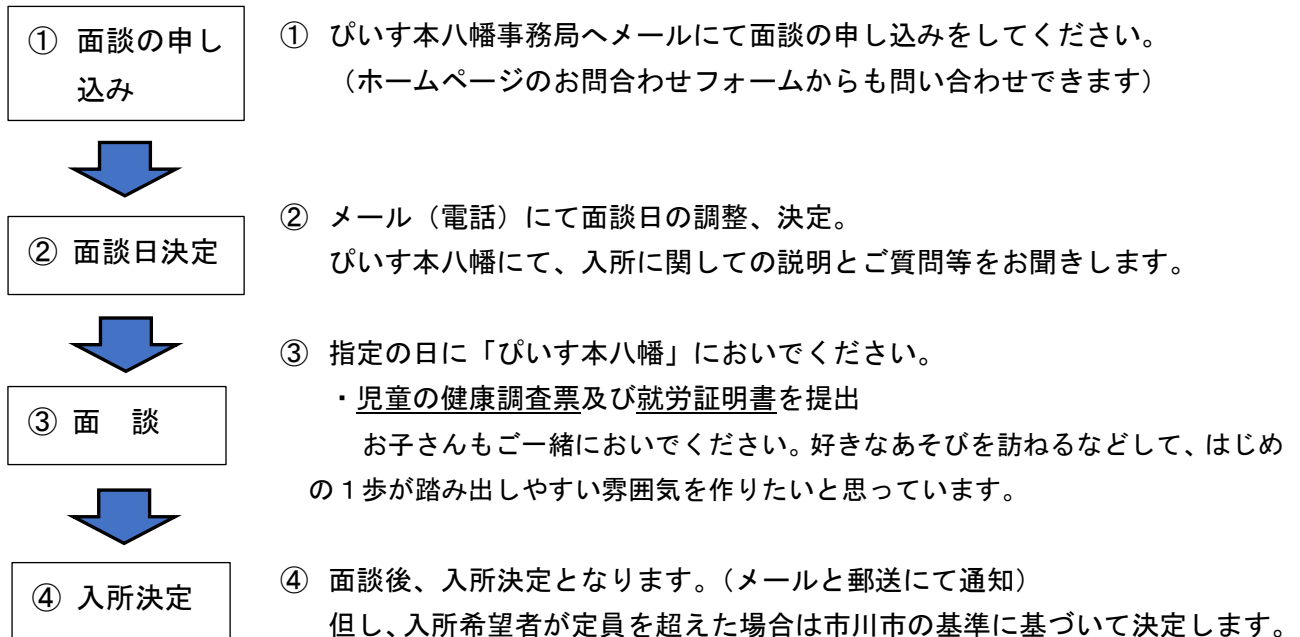 ① 面談の申し
込み
① ぴいす本八幡事務局へメールにて面談の申し込みをしてください。
（ホームページのお問合わせフォームからも問い合わせできます）
② 面談日決定
② メール（電話）にて面談日の調整、決定。
ぴいす本八幡にて、入所に関しての説明とご質問等をお聞きします。
③ 面　談
③ 指定の日に「ぴいす本八幡」においでください。
・児童の健康調査票及び就労証明書を提出
お子さんもご一緒においでください。好きなあそびを訪ねるなどして、はじめ
の１歩が踏み出しやすい雰囲気を作りたいと思っています。
④ 入所決定
④ 面談後、入所決定となります。（メールと郵送にて通知）
但し、入所希望者が定員を超えた場合は市川市の基準に基づいて決定します。